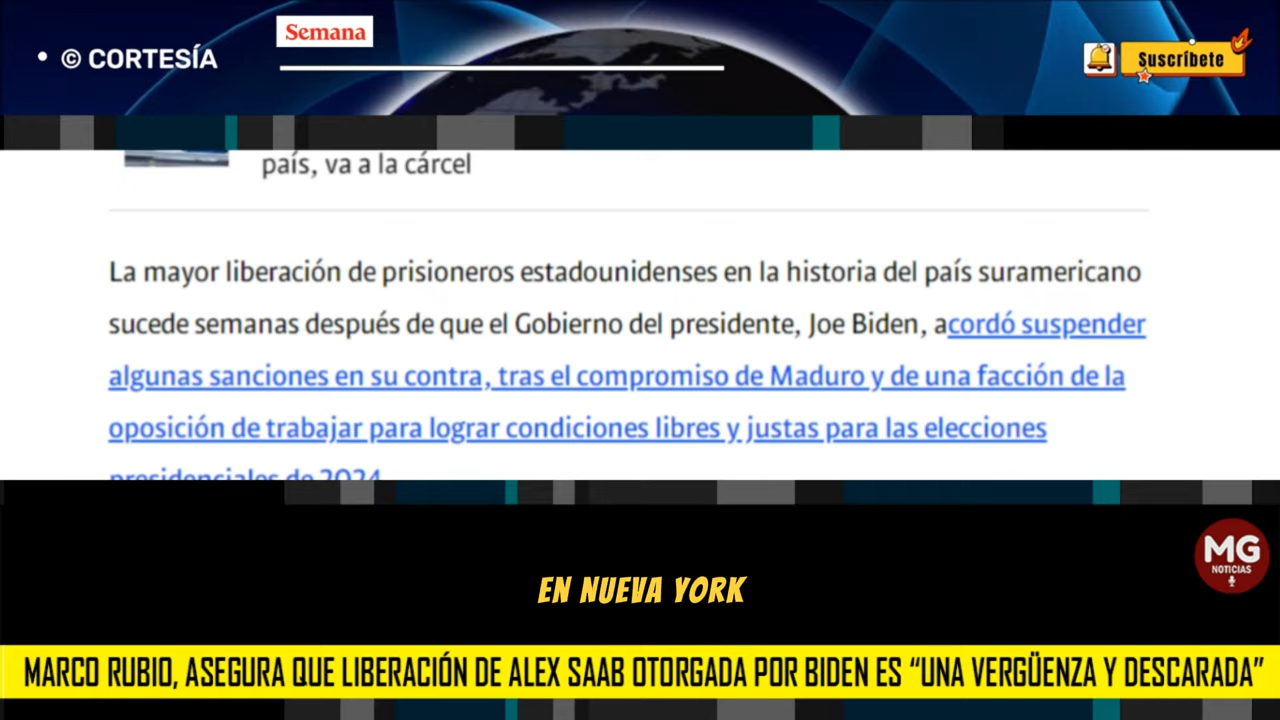 • © CORTESÍA
Semana
Suscríbete
país, va a la cárcel
La mayor liberación de prisioneros estadounidenses en la historia del país suramericano
sucede semanas después de que el Gobierno del presidente, Joe Biden, acordó suspender
algunas sanciones en su contra, tras el compromiso de Maduro y de una facción de la
oposición de trabajar para lograr condiciones libres y justas para las elecciones
presidenciales de 2024
MG
NOTICIAS
EN NUEVA YORK
MARCO RUBIO, ASEGURA QUE LIBERACIÓN DE ALEX SAAB OTORGADA POR BIDEN ES “UNA VERGÜENZA Y DESCARADA”